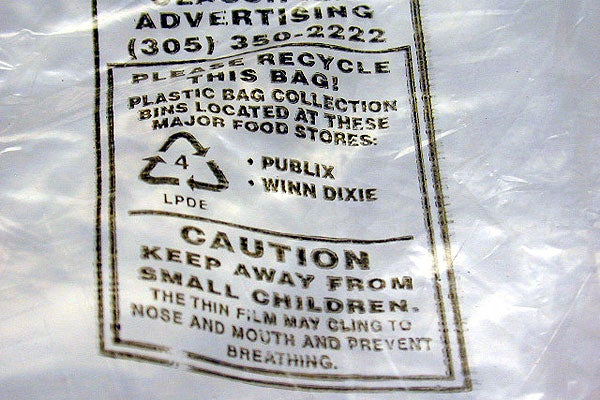 ADVERTISING
(305) 350-2222
PLEASE RECYCLE
THIS BAG!
PLASTIC BAG COLLECTION
BINS LOCATED AT THESE
MAJOR FOOD STORES:
4
LPDE
• PUBLIX
• WINN DIXIE
CAUTION
KEEP AWAY FROM
SMALL CHILDREN.
THE THIN FILM MAY CLING TO
NOSE AND MOUTH AND PREVENT
BREATHING.